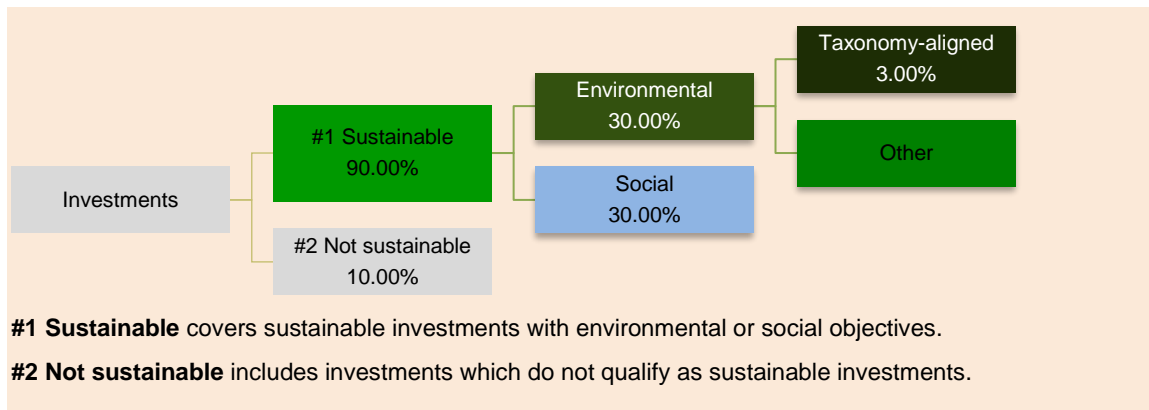 Taxonomy-aligned
3.00%
Environmental
30.00%
#1 Sustainable
90.00%
Other
Investments
Social
30.00%
#2 Not sustainable
10.00%
#1 Sustainable covers sustainable investments with environmental or social objectives.
#2 Not sustainable includes investments which do not qualify as sustainable investments.